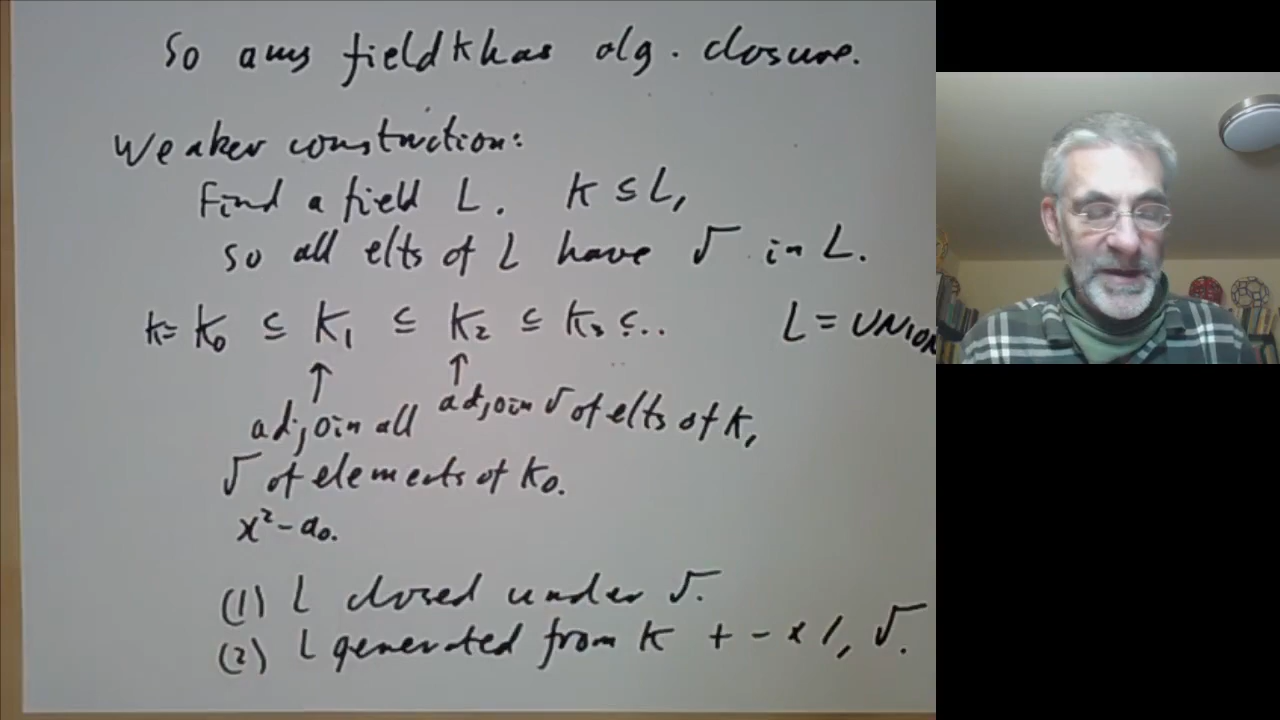 So any field K has alg. closure.
Weaker construction:
Find a field L. K ⊆ L,
so all elts of L have √ in L.
K = K₀ ⊆ K₁ ⊆ K₂ ⊆ K₃ ⊆ .. L = UNION
↑ ↑
adjoin all adjoin √ of elts of K₁
√ of elements of K₀.
x² - a₀.
(1) L closed under √.
(2) L generated from K + - × /, √.